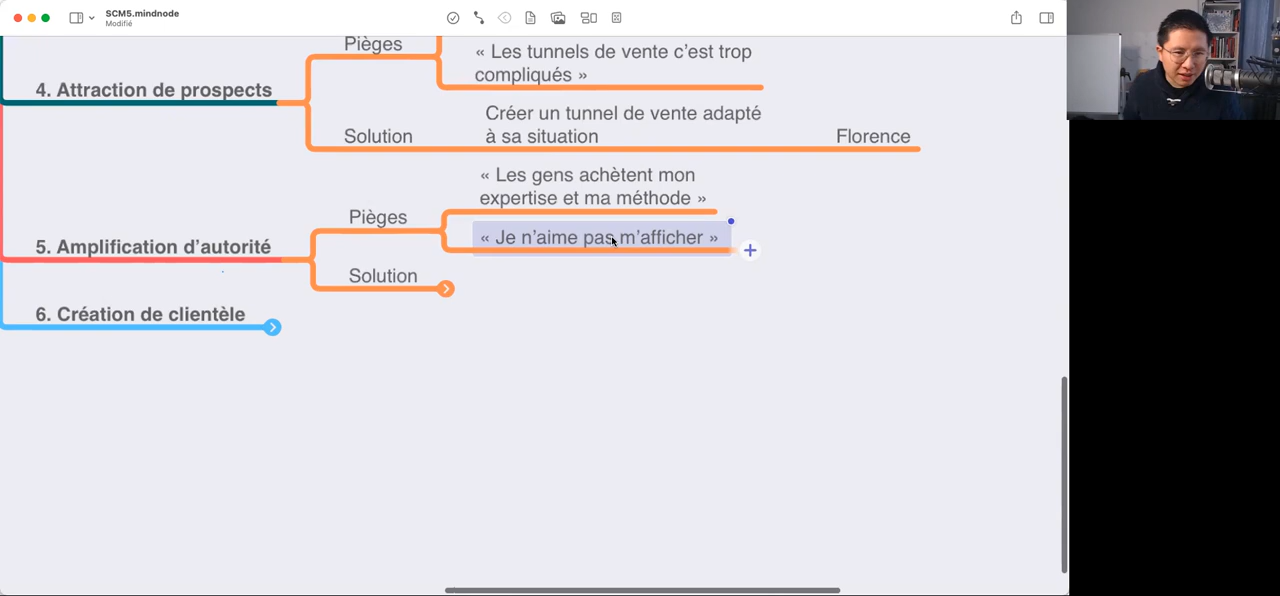 SCM5.mindnode
Modifié
Pièges
« Les tunnels de vente c’est trop
compliqués »
4. Attraction de prospects
Solution
Créer un tunnel de vente adapté
à sa situation
Florence
« Les gens achètent mon
expertise et ma méthode »
Pièges
« Je n’aime pas m’afficher »
5. Amplification d’autorité
Solution
6. Création de clientèle